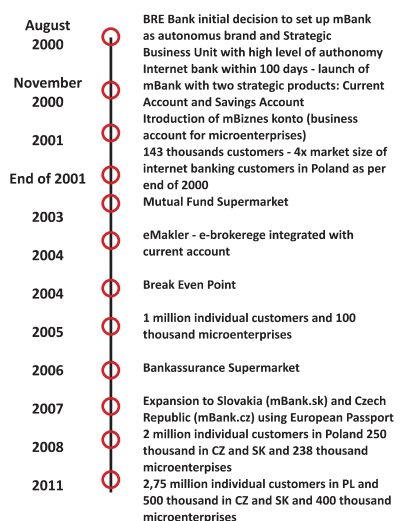 August
2000
BRE Bank initial decision to set up mBank
as autonomus brand and Strategic
Business Unit with high level of authonomy
November
2000
Internet bank within 100 days - launch of
mBank with two strategic products: Current
Account and Savings Account
2001
Itroduction of mBiznes konto (business
account for microenterprises)
End of 2001
143 thousands customers - 4x market size of
internet banking customers in Poland as per
end of 2000
2003
Mutual Fund Supermarket
2004
eMakler - e-brokerege integrated with
current account
2004
Break Even Point
2005
1 million individual customers and 100
thousand microenterprises
2006
Bankassurance Supermarket
2007
Expansion to Slovakia (mBank.sk) and Czech
Republic (mBank.cz) using European Passport
2008
2 million individual customers in Poland 250
thousand in CZ and SK and 238 thousand
microenterpises
2011
2,75 million individual customers in PL and
500 thousand in CZ and SK and 400 thousand
microenterprises